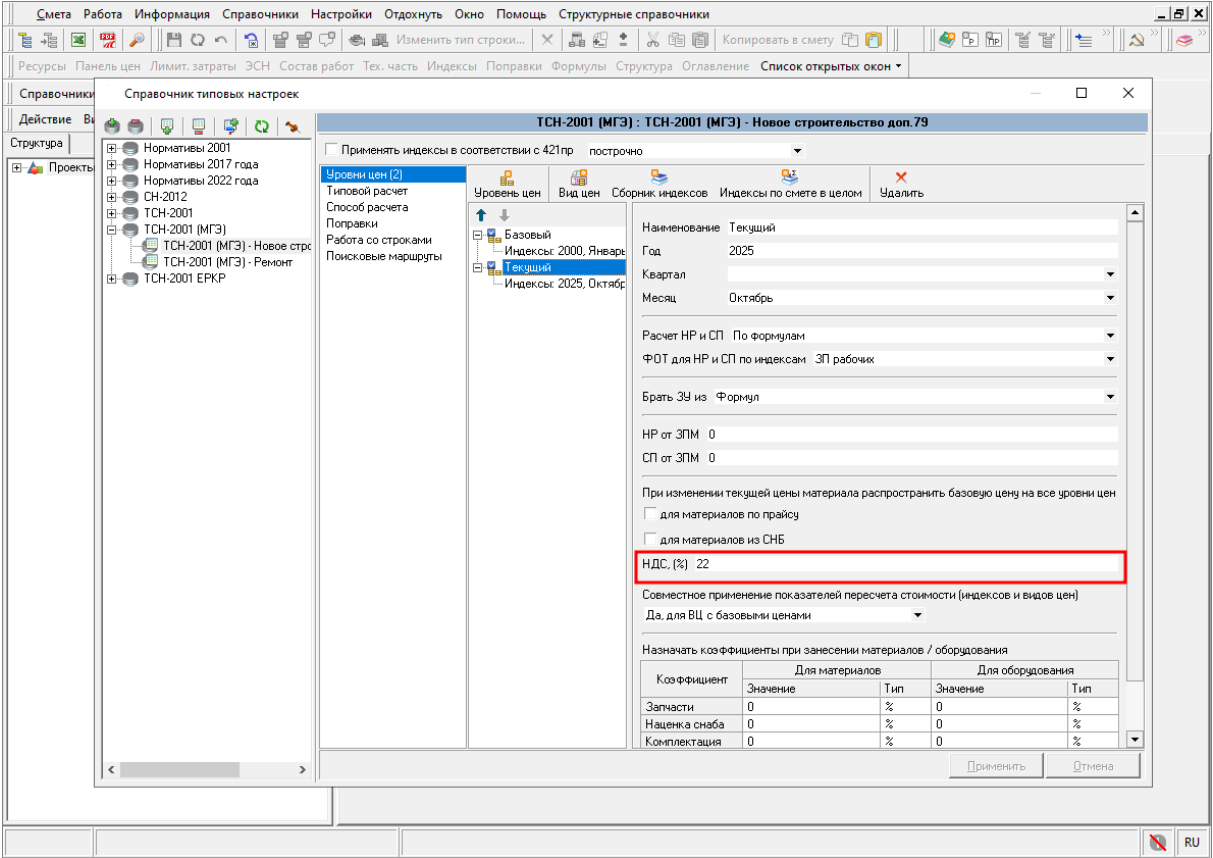 Смета Работа Информация Справочники Настройки Отдохнуть Окно Помощь Структурные справочники
Изменить тип строки... Копировать в смету
Ресурсы Панель цен Лимит. затраты ЭСН Состав работ Тех. часть Индексы Поправки Формулы Структура Оглавление Список открытых окон
Справочники
Действие Ви
Структура
Проекты
Справочник типовых настроек
Нормативы 2001
Нормативы 2017 года
Нормативы 2022 года
СН-2012
ТСН-2001
ТСН-2001 (МГЭ)
ТСН-2001 (МГЭ) - Новое стро
ТСН-2001 (МГЭ) - Ремонт
ТСН-2001 ЕРКР
ТСН-2001 (МГЭ) : ТСН-2001 (МГЭ) - Новое строительство доп.79
Применять индексы в соответствии с 421пр построчно
Уровни цен (2)
Типовой расчет
Способ расчета
Поправки
Работа со строками
Поисковые маршруты
Уровень цен Вид цен Сборник индексов Индексы по смете в целом Удалить
Базовый
Индексы: 2000, Январь
Текущий
Индексы: 2025, Октябр
Наименование Текущий
Год 2025
Квартал
Месяц Октябрь
Расчет НР и СП По формулам
ФОТ для НР и СП по индексам ЗП рабочих
Брать ЗУ из Формул
НР от ЗПМ 0
СП от ЗПМ 0
При изменении текущей цены материала распространить базовую цену на все уровни цен
для материалов по прайсу
для материалов из СНБ
НДС, (%) 22
Совместное применение показателей пересчета стоимости (индексов и видов цен)
Да, для ВЦ с базовыми ценами
Назначать коэффициенты при занесении материалов / оборудования
Коэффициент Для материалов Для оборудования
Значение Тип Значение Тип
Запчасти 0 % 0 %
Наценка снаба 0 % 0 %
Комплектация 0 % 0 %
Применить Отмена
RU